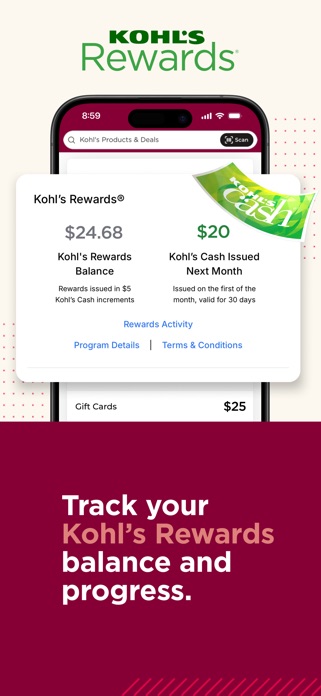 KOHL'S
Rewards®
8:59
Kohl's Products & Deals
Scan
KOHL'S
cash
Kohl's Rewards®
$24.68
$20
Kohl's Rewards
Balance
Kohl's Cash Issued
Next Month
Rewards issued in $5
Kohl's Cash increments
Issued on the first of the
month, valid for 30 days
Rewards Activity
Program Details | Terms & Conditions
Gift Cards
$25
Track your
Kohl's Rewards
balance and
progress.